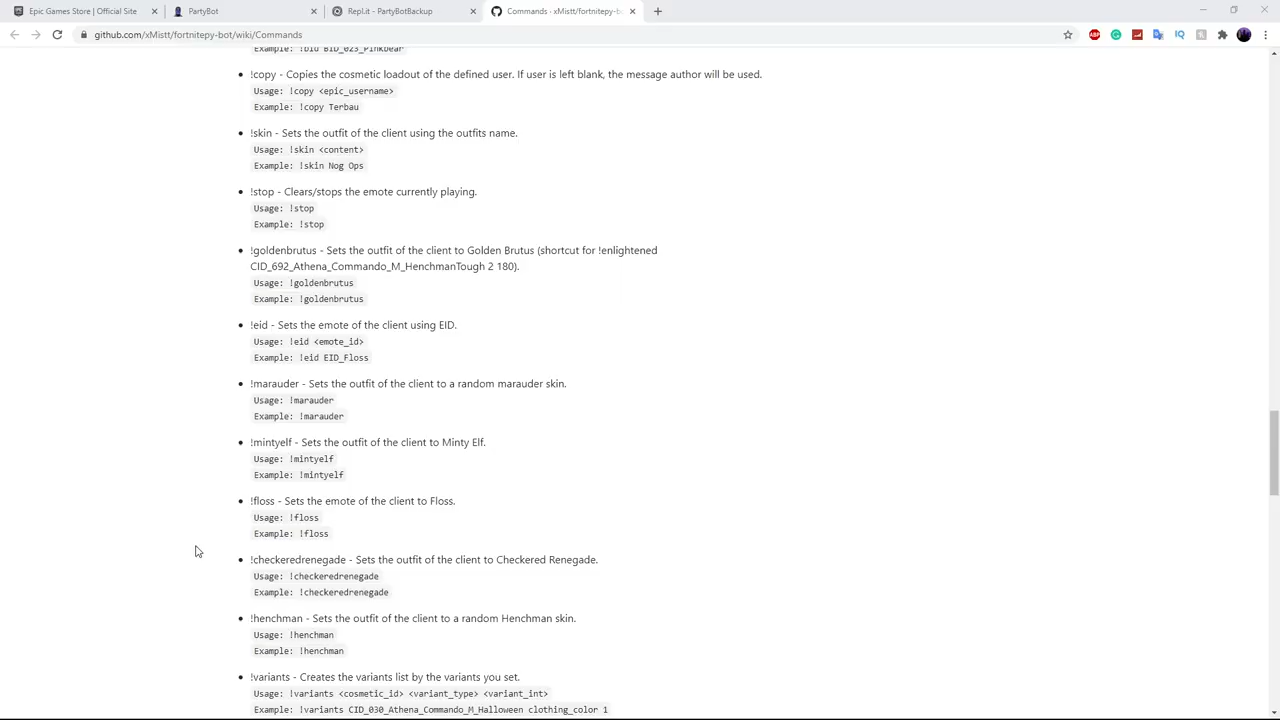 Epic Games Store | Official Site
PartyBot
Repl.it - PartyBotBackup
Commands · xMistt/fortnitepy-bo
github.com/xMistt/fortnitepy-bot/wiki/Commands
Example: !bid BID_023_Pinkbear
!copy - Copies the cosmetic loadout of the defined user. If user is left blank, the message author will be used.
Usage: !copy <epic_username>
Example: !copy Terbau
!skin - Sets the outfit of the client using the outfits name.
Usage: !skin <content>
Example: !skin Nog Ops
!stop - Clears/stops the emote currently playing.
Usage: !stop
Example: !stop
!goldenbrutus - Sets the outfit of the client to Golden Brutus (shortcut for !enlightened
CID_692_Athena_Commando_M_HenchmanTough 2 180).
Usage: !goldenbrutus
Example: !goldenbrutus
!eid - Sets the emote of the client using EID.
Usage: !eid <emote_id>
Example: !eid EID_Floss
!marauder - Sets the outfit of the client to a random marauder skin.
Usage: !marauder
Example: !marauder
!mintyelf - Sets the outfit of the client to Minty Elf.
Usage: !mintyelf
Example: !mintyelf
!floss - Sets the emote of the client to Floss.
Usage: !floss
Example: !floss
!checkeredrenegade - Sets the outfit of the client to Checkered Renegade.
Usage: !checkeredrenegade
Example: !checkeredrenegade
!henchman - Sets the outfit of the client to a random Henchman skin.
Usage: !henchman
Example: !henchman
!variants - Creates the variants list by the variants you set.
Usage: !variants <cosmetic_id> <variant_type> <variant_int>
Example: !variants CID_030_Athena_Commando_M_Halloween clothing_color 1